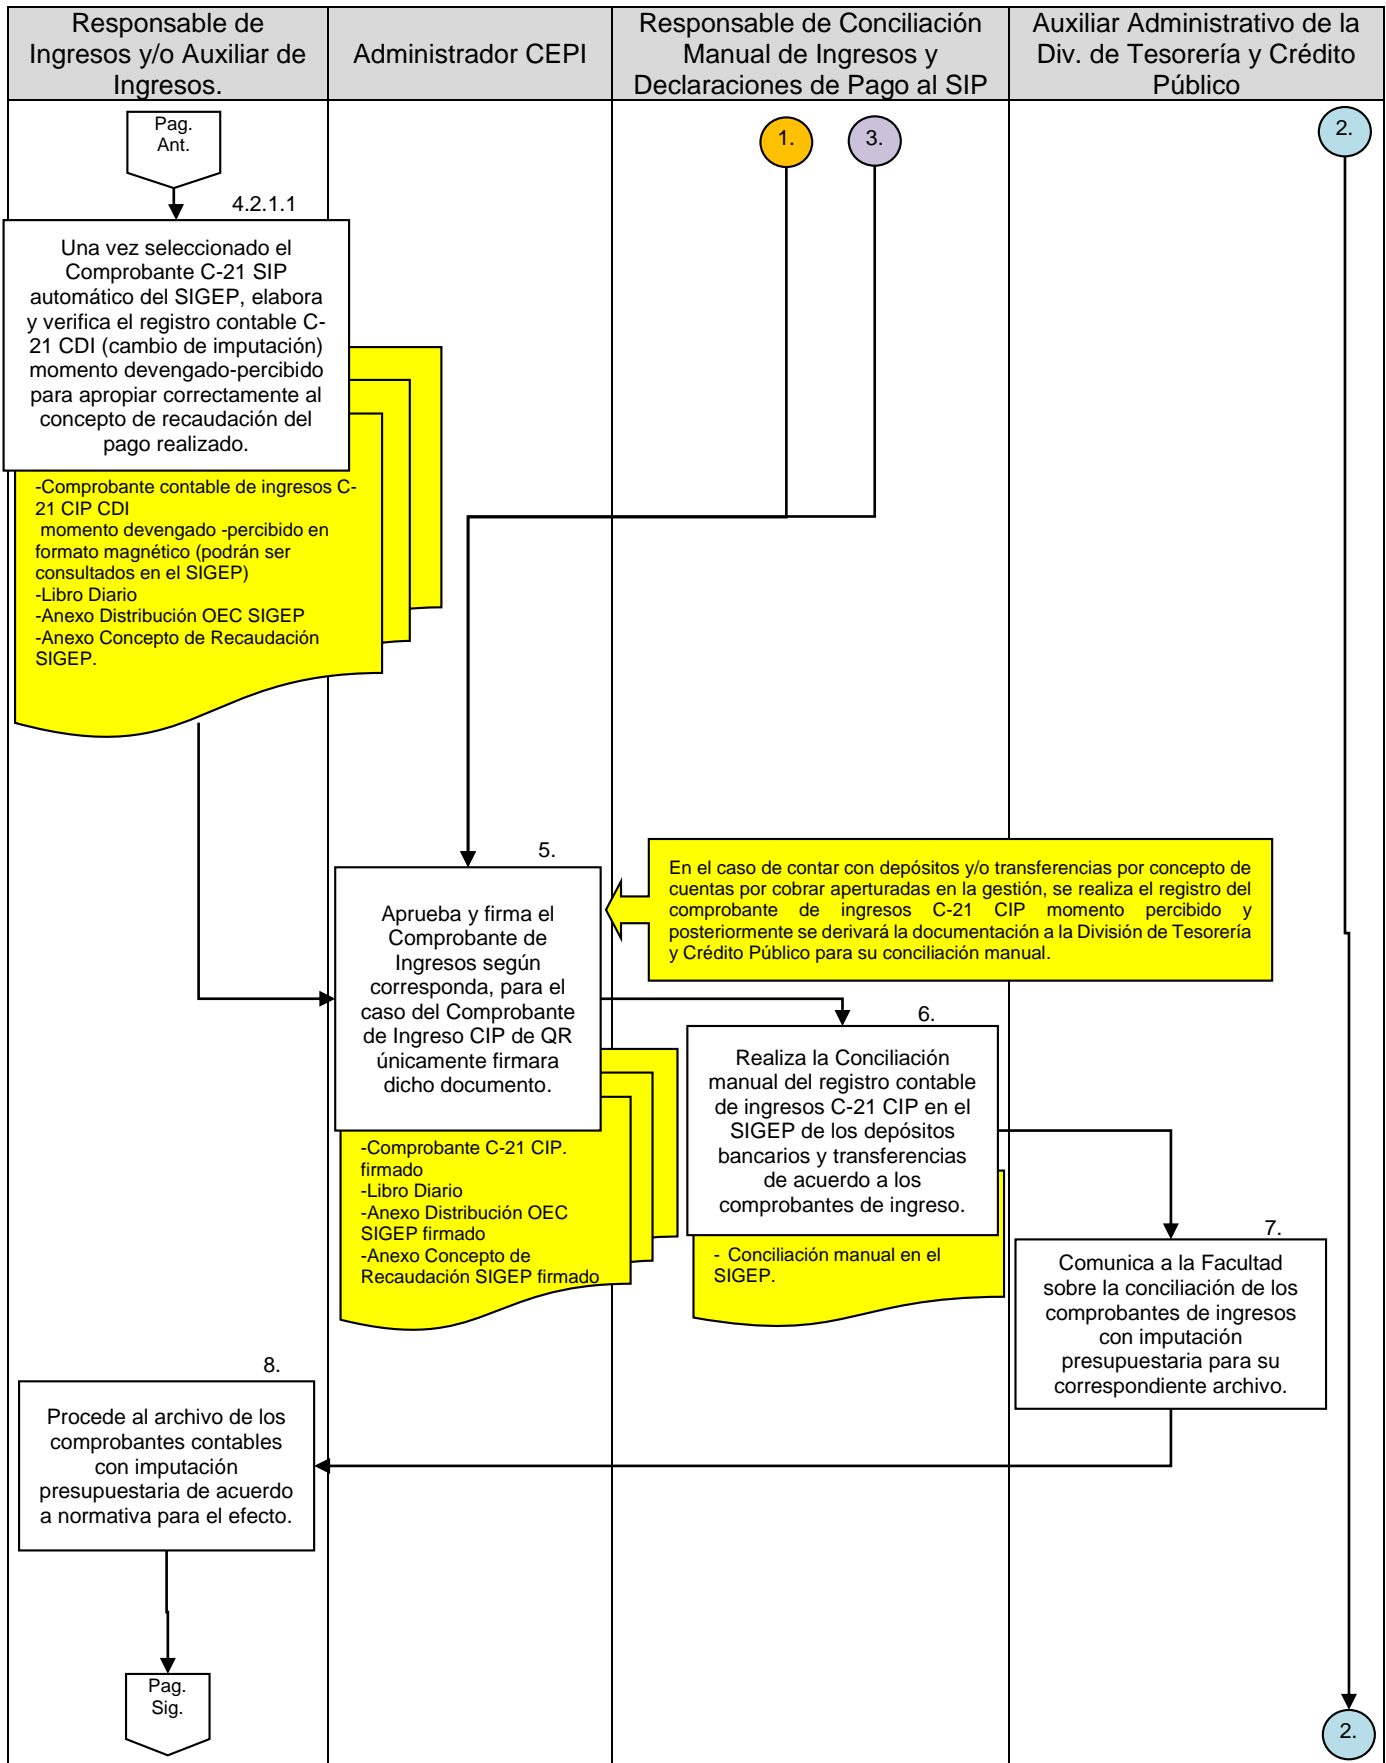 Responsable de
Ingresos y/o Auxiliar de
Ingresos.
Administrador CEPI
Responsable de Conciliación
Manual de Ingresos y
Declaraciones de Pago al SIP
Auxiliar Administrativo de la
Div. de Tesorería y Crédito
Público
Pag.
Ant.
1.
3.
2.
4.2.1.1
Una vez seleccionado el
Comprobante C-21 SIP
automático del SIGEP, elabora
y verifica el registro contable C-
21 CDI (cambio de imputación)
momento devengado-percibido
para apropiar correctamente al
concepto de recaudación del
pago realizado.
-Comprobante contable de ingresos C-
21 CIP CDI
momento devengado -percibido en
formato magnético (podrán ser
consultados en el SIGEP)
-Libro Diario
-Anexo Distribución OEC SIGEP
-Anexo Concepto de Recaudación
SIGEP.
5.
Aprueba y firma el
Comprobante de
Ingresos según
corresponda, para el
caso del Comprobante
de Ingreso CIP de QR
únicamente firmara
dicho documento.
-Comprobante C-21 CIP.
firmado
-Libro Diario
-Anexo Distribución OEC
SIGEP firmado
-Anexo Concepto de
Recaudación SIGEP firmado
En el caso de contar con depósitos y/o transferencias por concepto de
cuentas por cobrar aperturadas en la gestión, se realiza el registro del
comprobante de ingresos C-21 CIP momento percibido y
posteriormente se derivará la documentación a la División de Tesorería
y Crédito Público para su conciliación manual.
6.
Realiza la Conciliación
manual del registro contable
de ingresos C-21 CIP en el
SIGEP de los depósitos
bancarios y transferencias
de acuerdo a los
comprobantes de ingreso.
- Conciliación manual en el
SIGEP.
7.
Comunica a la Facultad
sobre la conciliación de los
comprobantes de ingresos
con imputación
presupuestaria para su
correspondiente archivo.
8.
Procede al archivo de los
comprobantes contables
con imputación
presupuestaria de acuerdo
a normativa para el efecto.
Pag.
Sig.
2.